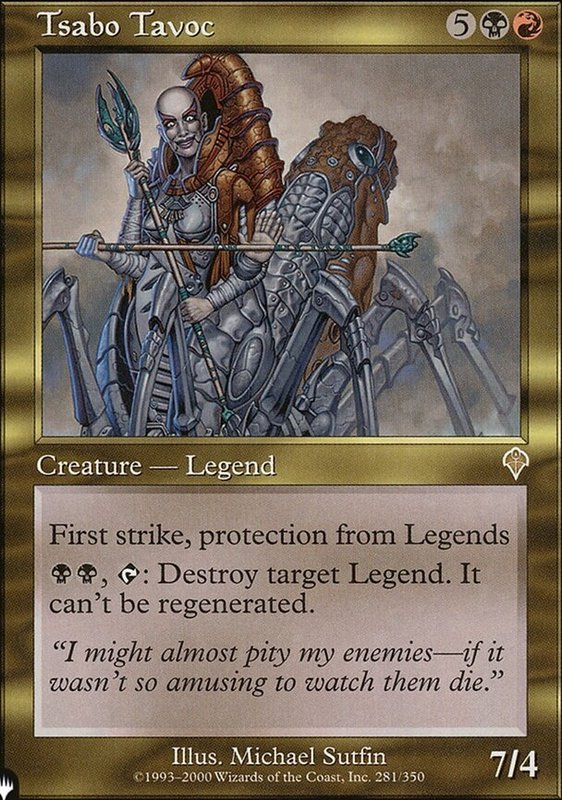 Tsabo Tavoc 5
Creature — Legend
First strike, protection from Legends
, : Destroy target Legend. It
can't be regenerated.
“I might almost pity my enemies—if it
wasn't so amusing to watch them die.”
Illus. Michael Sutfin
©1993–2000 Wizards of the Coast, Inc. 281/350
7/4